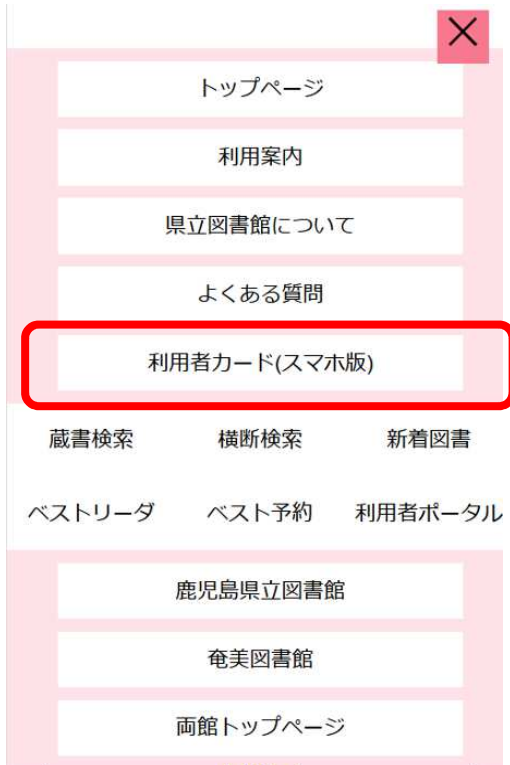 トップページ
利用案内
県立図書館について
よくある質問
利用者カード(スマホ版)
蔵書検索 横断検索 新着図書
ベストリーダ ベスト予約 利用者ポータル
鹿児島県立図書館
奄美図書館
両館トップページ